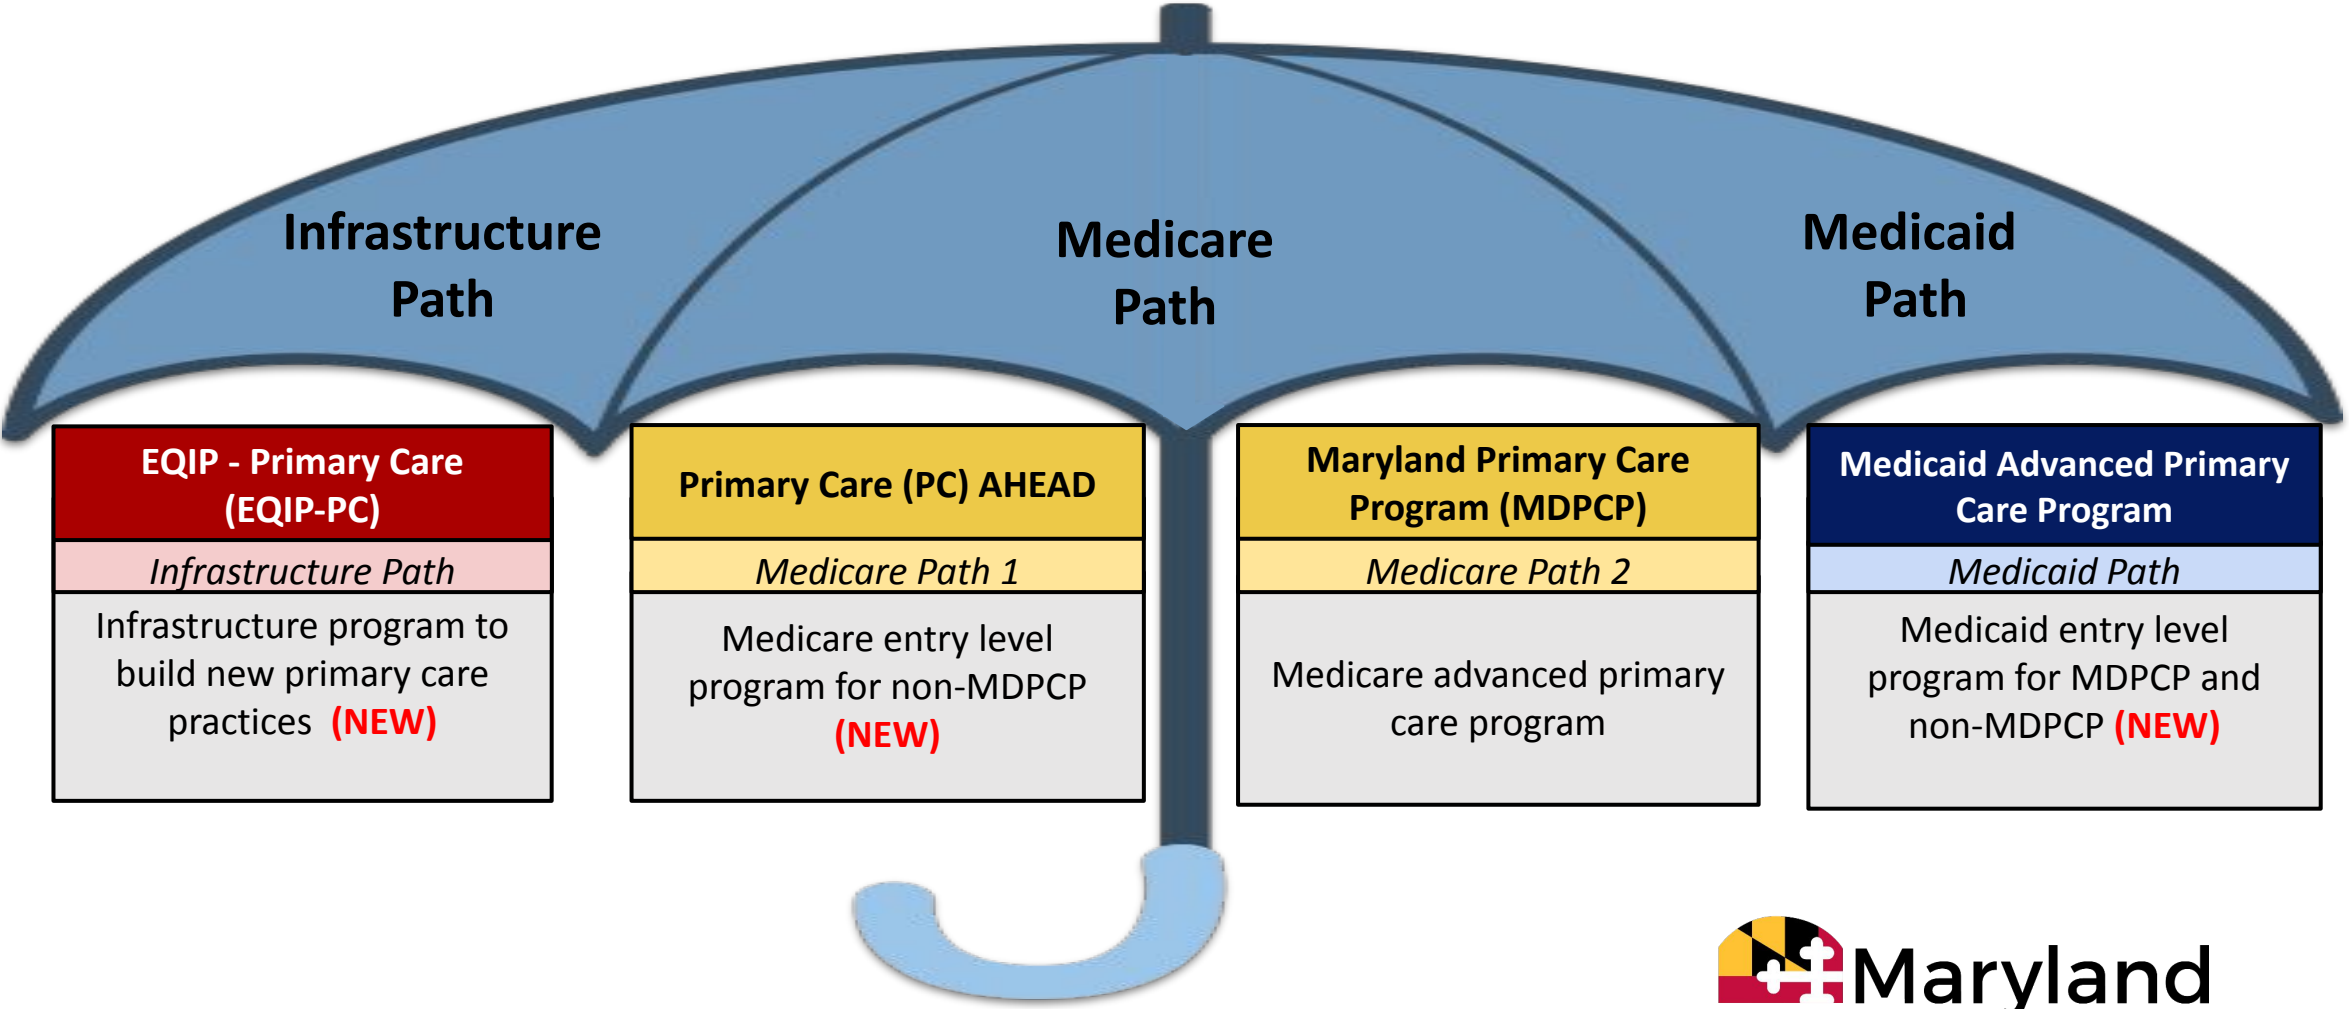 Infrastructure
Path
Medicare
Path
Medicaid
Path
EQIP - Primary Care
(EQIP-PC)
Infrastructure Path
Infrastructure program to
build new primary care
practices (NEW)
Primary Care (PC) AHEAD
Medicare Path 1
Medicare entry level
program for non-MDPCP
(NEW)
Maryland Primary Care
Program (MDPCP)
Medicare Path 2
Medicare advanced primary
care program
Medicaid Advanced Primary
Care Program
Medicaid Path
Medicaid entry level
program for MDPCP and
non-MDPCP (NEW)
Maryland